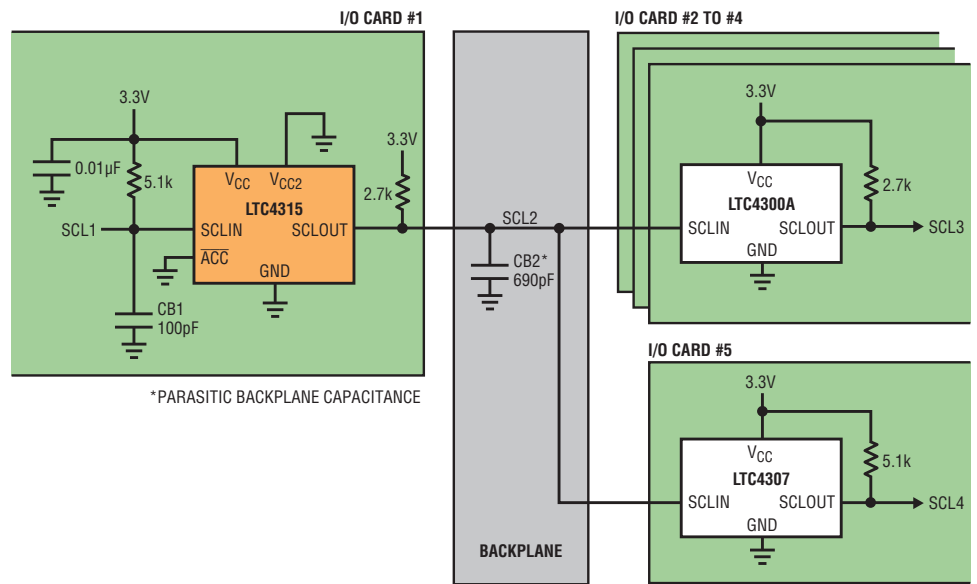 I/O CARD #1
3.3V
0.01µF
5.1k
VCC
VCC2
LTC4315
SCL1
SCLIN
SCLOUT
ACC
GND
CB1
100pF
3.3V
2.7k
*PARASITIC BACKPLANE CAPACITANCE
SCL2
CB2*
690pF
BACKPLANE
I/O CARD #2 TO #4
3.3V
VCC
2.7k
LTC4300A
SCLIN
SCLOUT
SCL3
GND
I/O CARD #5
3.3V
VCC
5.1k
LTC4307
SCLIN
SCLOUT
SCL4
GND